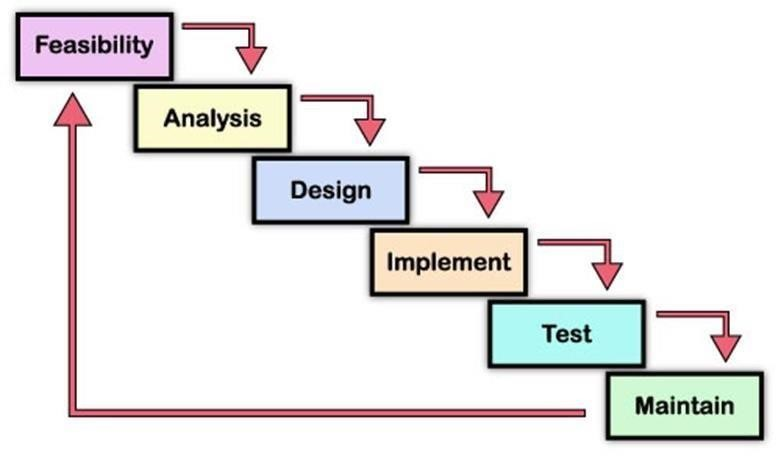 Feasibility
Analysis
Design
Implement
Test
Maintain